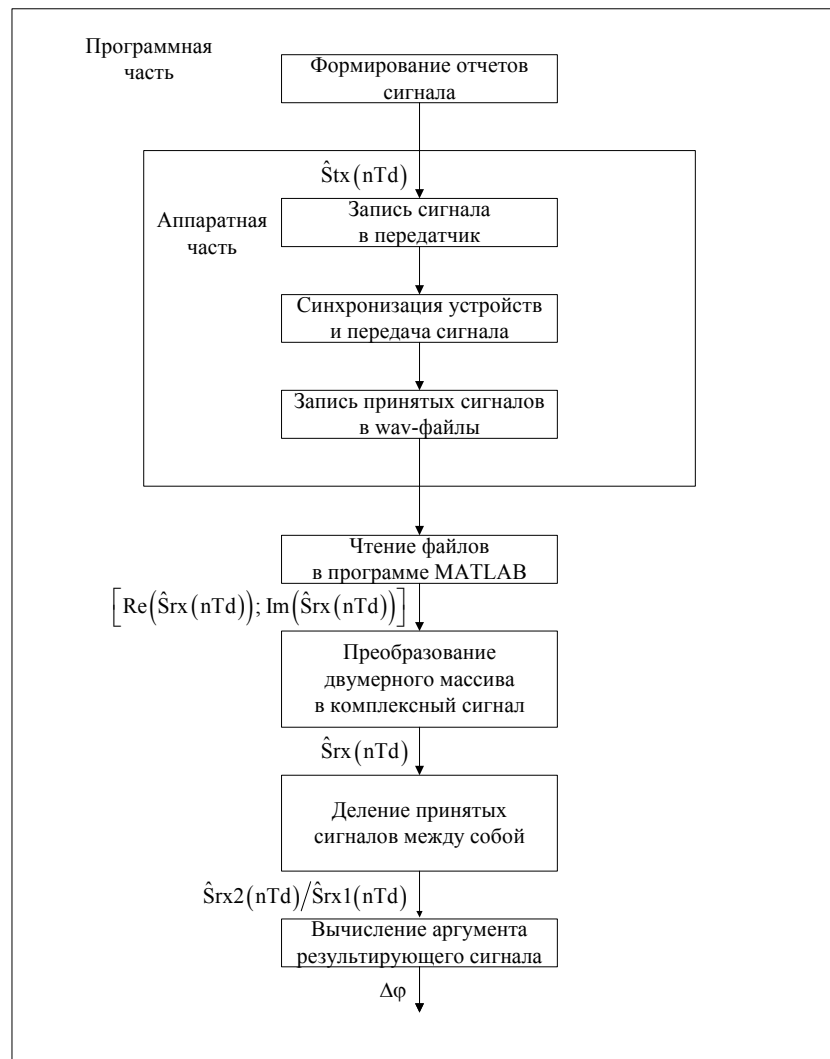 Программная
часть
Формирование отчетов
сигнала
Ŝtx(nTd)
Аппаратная
часть
Запись сигнала
в передатчик
Синхронизация устройств
и передача сигнала
Запись принятых сигналов
в wav-файлы
Чтение файлов
в программе MATLAB
[Re(Ŝrx(nTd)); Im(Ŝrx(nTd))]
Преобразование
двумерного массива
в комплексный сигнал
Ŝrx(nTd)
Деление принятых
сигналов между собой
Ŝrx2(nTd)/Ŝrx1(nTd)
Вычисление аргумента
результирующего сигнала
Δφ